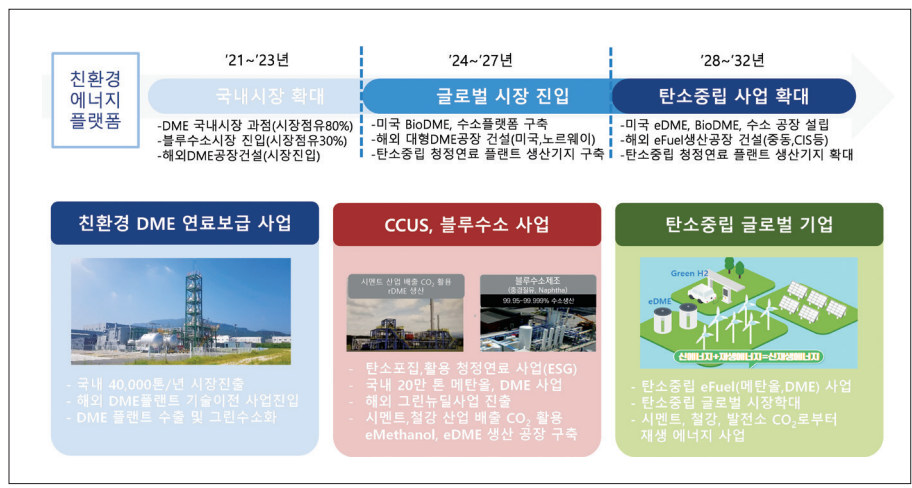 친환경
에너지
플랫폼
’21~’23년
’24~’27년
’28~’32년
국내시장 확대
글로벌 시장 진입
탄소중립 사업 확대
-DME 국내시장 과점(시장점유80%)
-블루수소시장 진입(시장점유30%)
-해외DME공장건설(시장진입)
-미국 BioDME, 수소플랫폼 구축
-해외 대형DME공장 건설(미국,노르웨이)
-탄소중립 청정연료 플랜트 생산기지 구축
-미국 eDME, BioDME, 수소 공장 설립
-해외 eFuel생산공장 건설(중동,CIS등)
-탄소중립 청정연료 플랜트 생산기지 확대
친환경 DME 연료보급 사업
- 국내 40,000톤/년 시장진출
- 해외 DME플랜트 기술이전 사업진입
- DME 플랜트 수출 및 그린수소화
CCUS, 블루수소 사업
시멘트 산업 배출 CO₂ 활용
rDME 생산
블루수소제조
(중경질유, Naphtha)
99.95~99.999% 수소생산
- 탄소포집,활용 청정연료 사업(ESG)
- 국내 20만 톤 메탄올, DME 사업
- 해외 그린뉴딜사업 진출
- 시멘트,철강 산업 배출 CO₂ 활용
eMethanol, eDME 생산 공장 구축
탄소중립 글로벌 기업
Green H2
eDME
신에너지+재생에너지=신재생에너지
- 탄소중립 eFuel(메탄올,DME) 사업
- 탄소중립 글로벌 시장확대
- 시멘트, 철강, 발전소 CO₂로부터
재생 에너지 사업